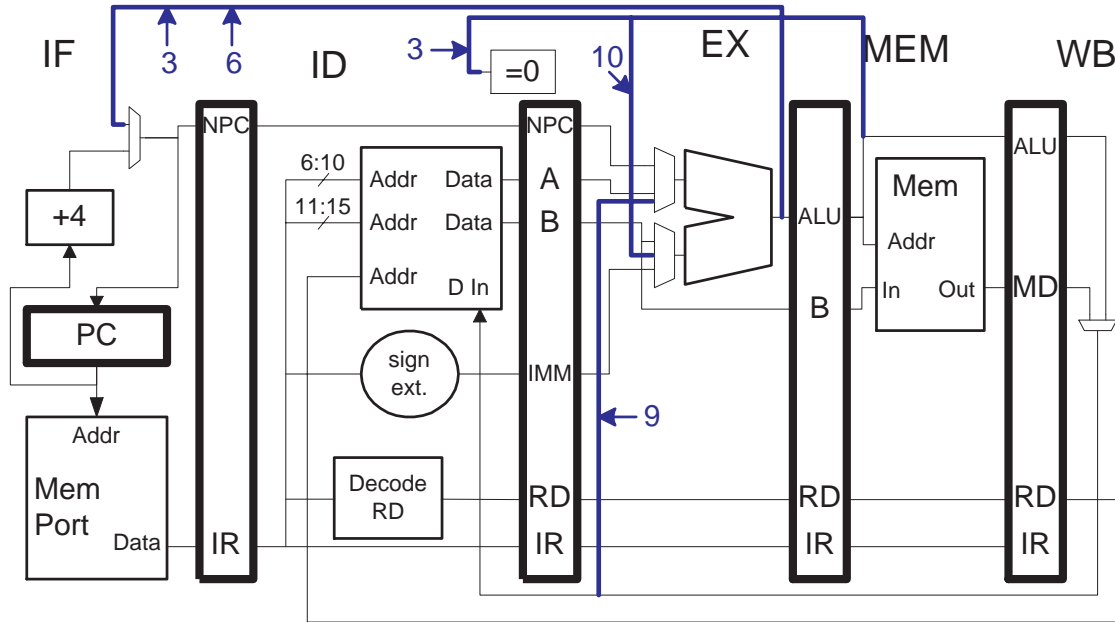 IF
ID
EX
MEM
WB
3
6
3
10
=0
NPC
NPC
ALU
6:10
11:15
Addr
Data
Addr
Data
Addr
D In
A
B
+4
PC
ALU
B
Mem
Addr
In
Out
MD
sign
ext.
IMM
9
Addr
Mem
Port
Data
Decode
RD
RD
RD
RD
IR
IR
IR
IR